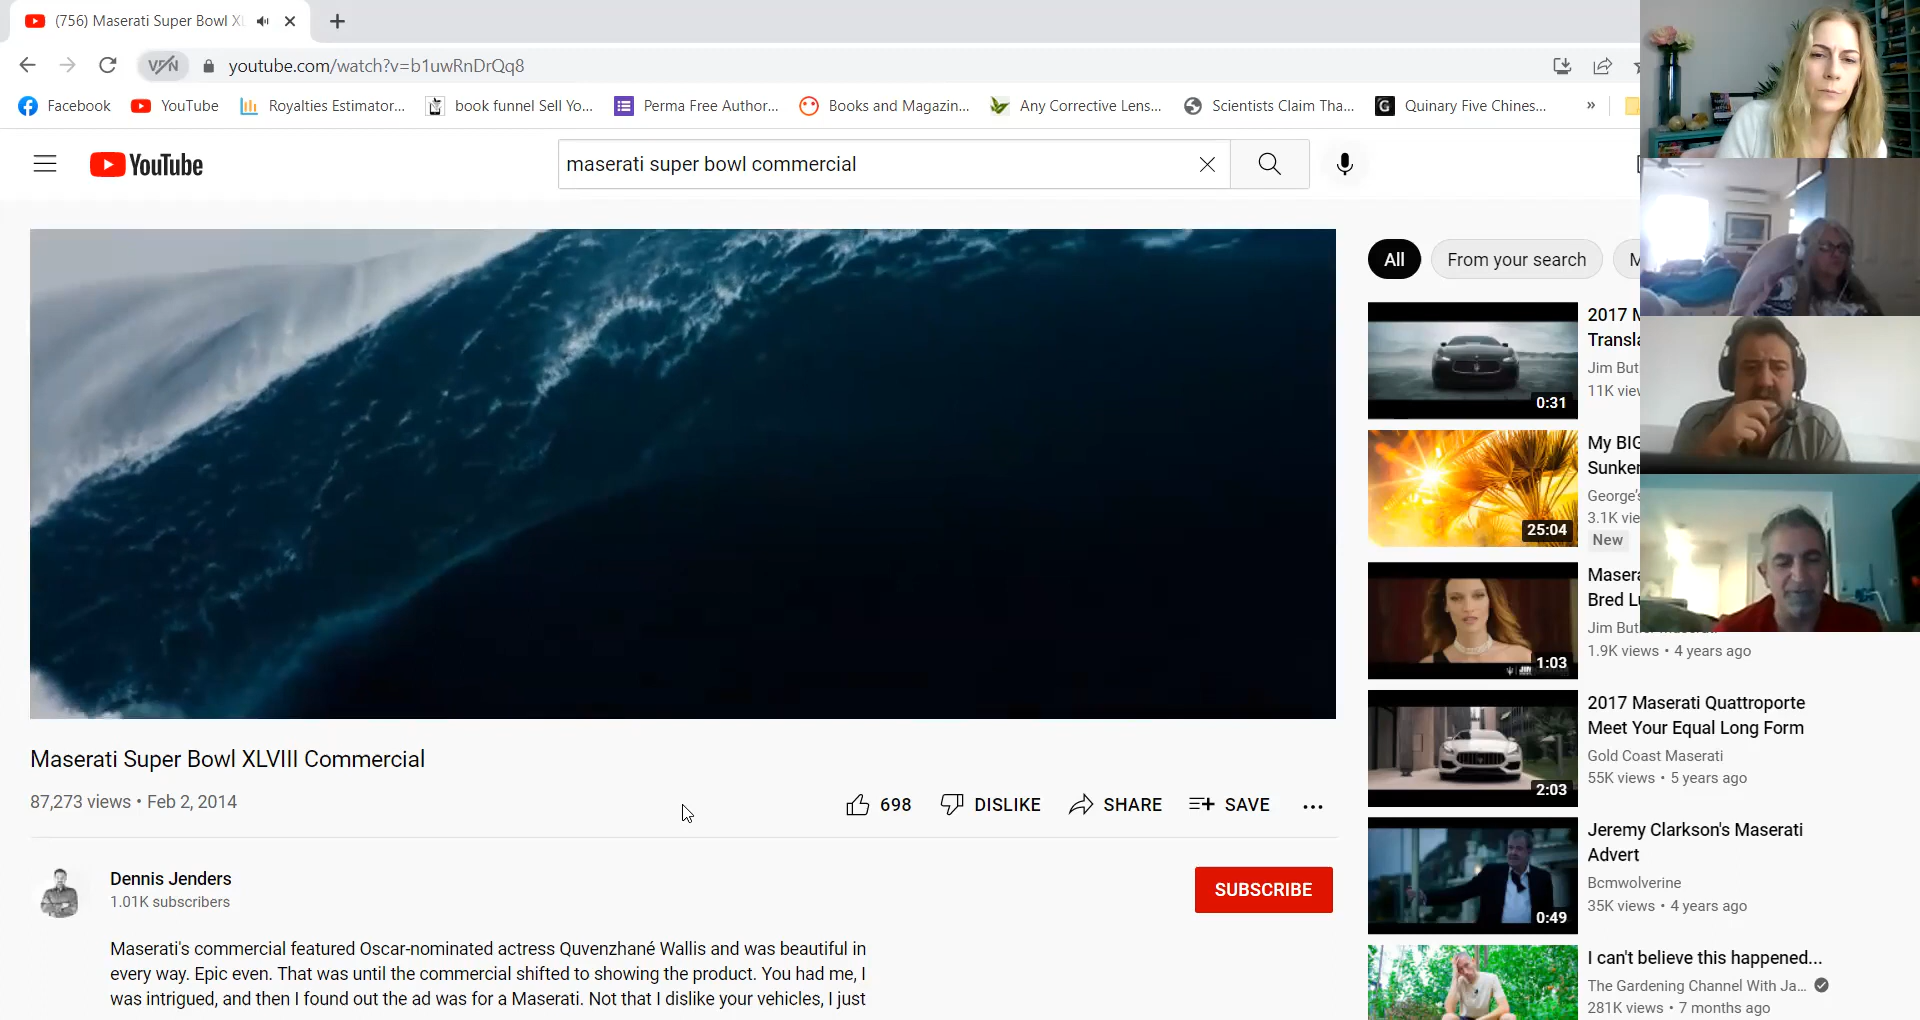 (756) Maserati Super Bowl XL
VPN
youtube.com/watch?v=b1uwRnDrQq8
Facebook
YouTube
Royalties Estimator...
book funnel Sell Yo...
Perma Free Author...
Books and Magazin...
Any Corrective Lens...
Scientists Claim Tha...
Quinary Five Chines...
»
YouTube
maserati super bowl commercial
All
From your search
M
2017 M
Transla
Jim But
11K view
0:31
My BIG
Sunken
George's
3.1K vie
New
25:04
Masera
Bred Lu
Jim But
1.9K views • 4 years ago
1:03
2017 Maserati Quattroporte
Meet Your Equal Long Form
Gold Coast Maserati
55K views • 5 years ago
2:03
Jeremy Clarkson's Maserati
Advert
Bcmwolverine
35K views • 4 years ago
0:49
I can't believe this happened...
The Gardening Channel With Ja...
281K views • 7 months ago
Maserati Super Bowl XLVIII Commercial
87,273 views • Feb 2, 2014
698
DISLIKE
SHARE
SAVE
Dennis Jenders
1.01K subscribers
SUBSCRIBE
Maserati's commercial featured Oscar-nominated actress Quvenzhané Wallis and was beautiful in
every way. Epic even. That was until the commercial shifted to showing the product. You had me, I
was intrigued, and then I found out the ad was for a Maserati. Not that I dislike your vehicles, I just